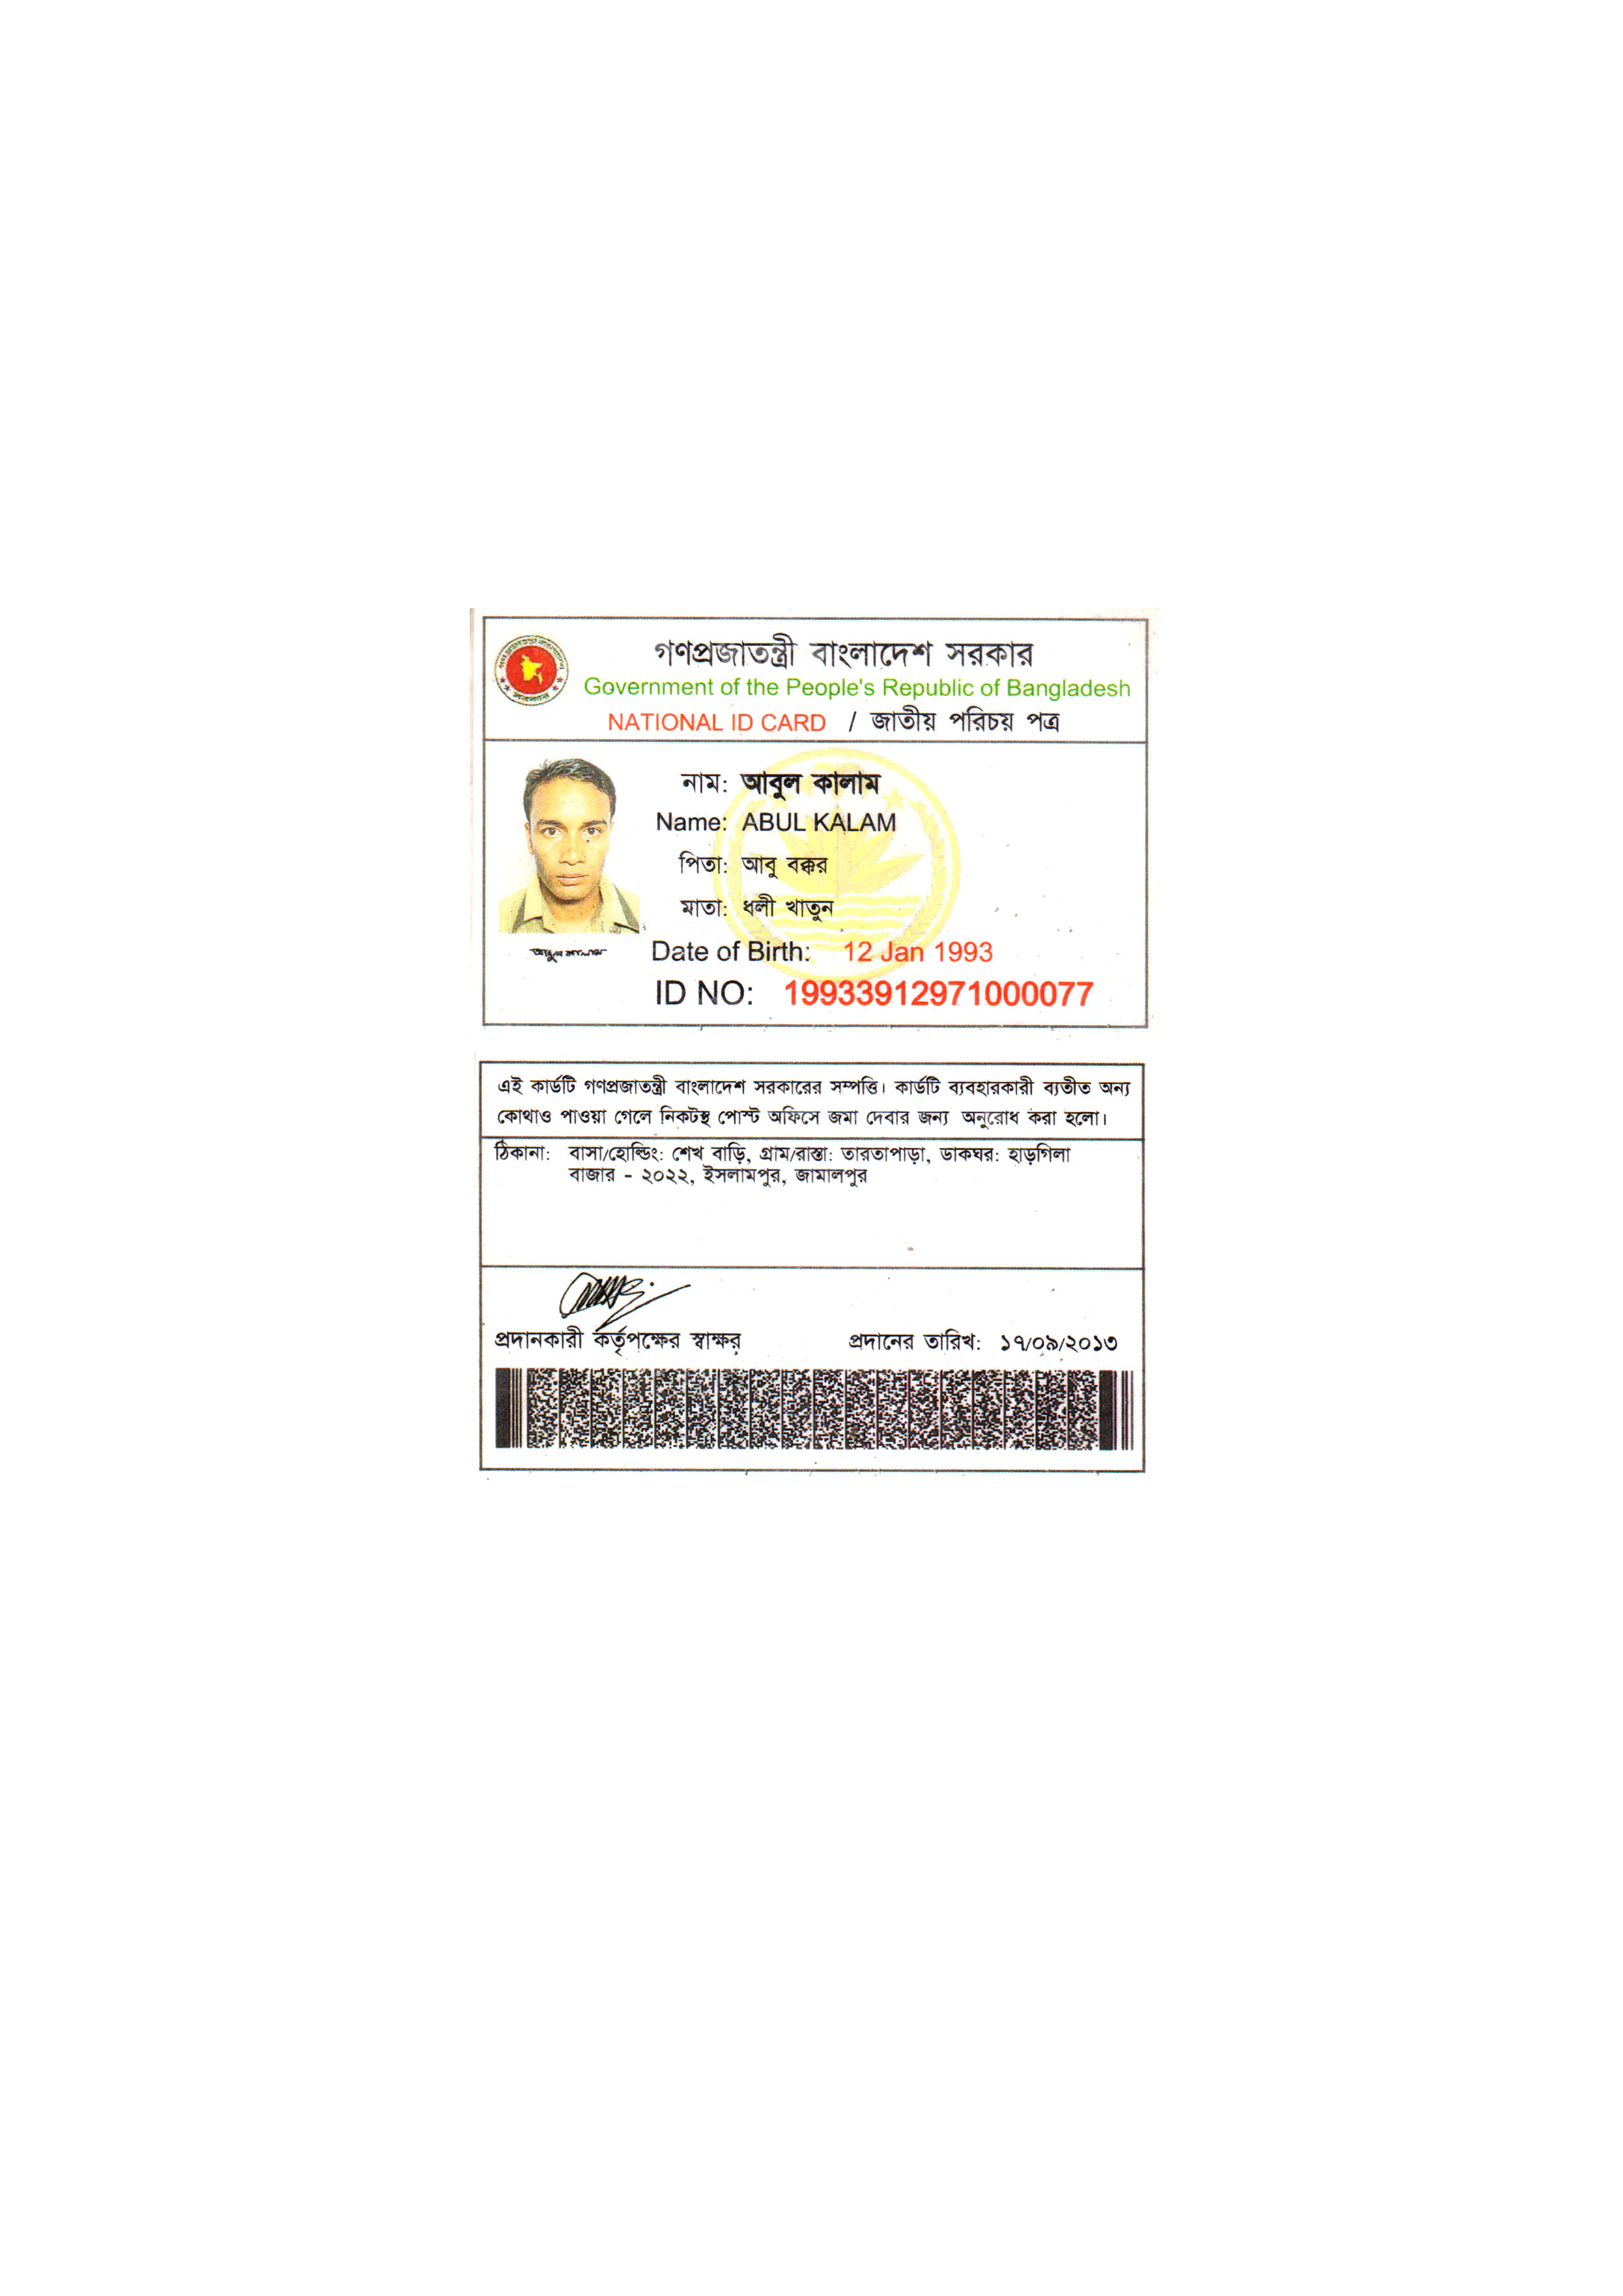 গণপ্রজাতন্ত্রী বাংলাদেশ সরকার
Government of the People's Republic of Bangladesh
NATIONAL ID CARD / জাতীয় পরিচয় পত্র
নাম: আবুল কালাম
Name: ABUL KALAM
পিতা: আবু বক্কর
মাতা: ধলী খাতুন
আবুল কালাম
Date of Birth: 12 Jan 1993
ID NO: 19933912971000077
এই কার্ডটি গণপ্রজাতন্ত্রী বাংলাদেশ সরকারের সম্পত্তি। কার্ডটি ব্যবহারকারী ব্যতীত অন্য
কোথাও পাওয়া গেলে নিকটস্থ পোস্ট অফিসে জমা দেবার জন্য অনুরোধ করা হলো।
ঠিকানা: বাসা/হোল্ডিং: শেখ বাড়ি, গ্রাম/রাস্তা: তারতাপাড়া, ডাকঘর: হাড়গিলা
বাজার - ২০২২, ইসলামপুর, জামালপুর
প্রদানকারী কর্তৃপক্ষের স্বাক্ষর প্রদানের তারিখ: ১৭/০৯/২০১৩